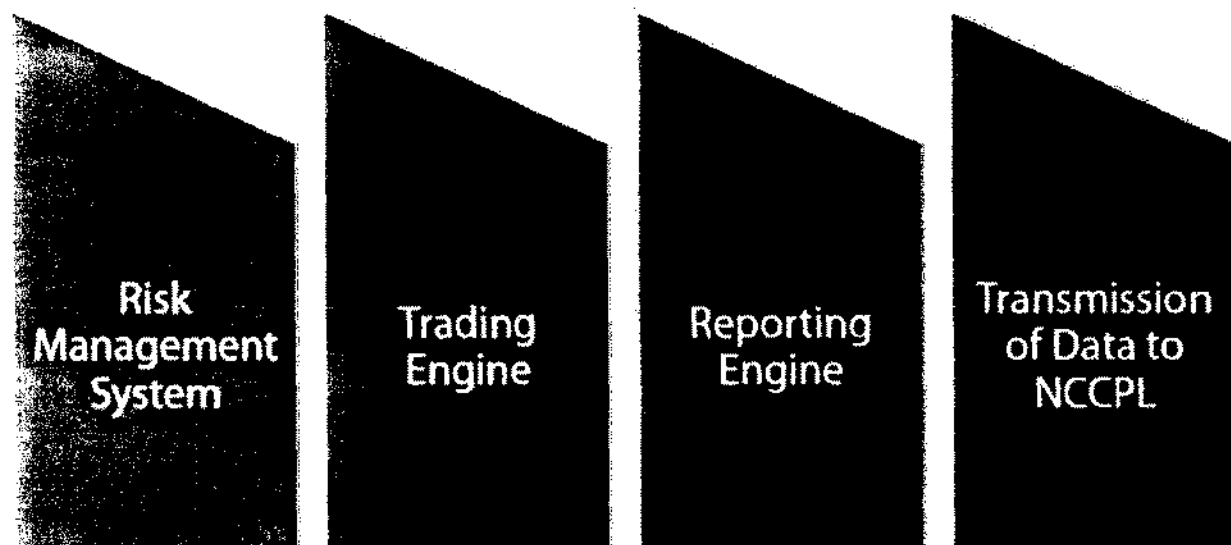 Risk
Management
System
Trading
Engine
Reporting
Engine
Transmission
of Data to
NCCPL